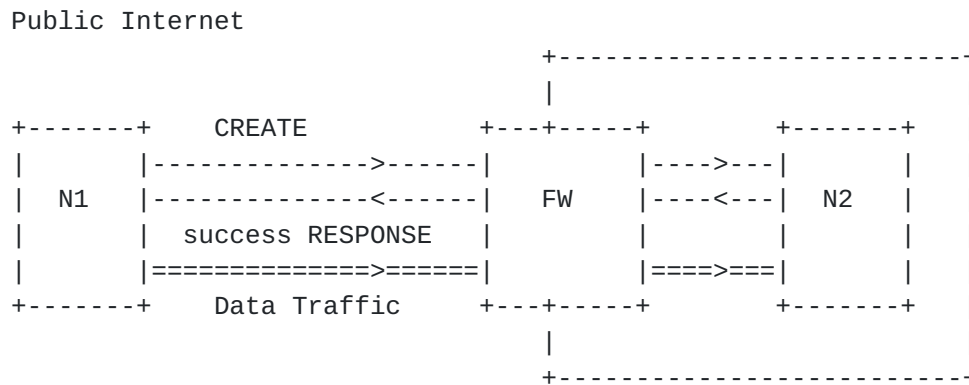 Public Internet
CREATE
N1 FW N2
success RESPONSE
Data Traffic